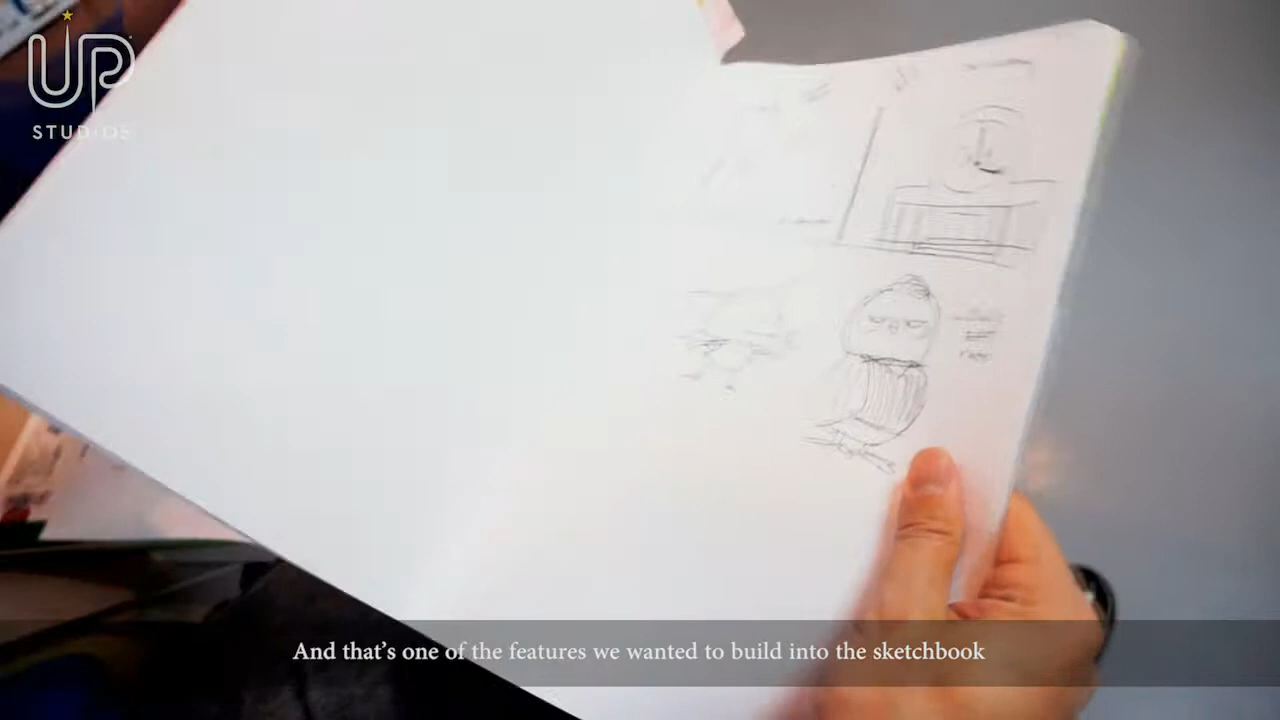 UP
STUDIOS
And that's one of the features we wanted to build into the sketchbook